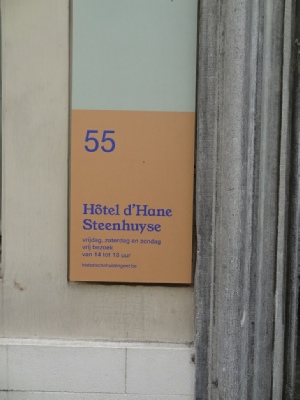 55
Hôtel d'Hane
Steenhuyse
vrijdag, zaterdag en zondag
vrij bezoek
van 14 tot 18 uur